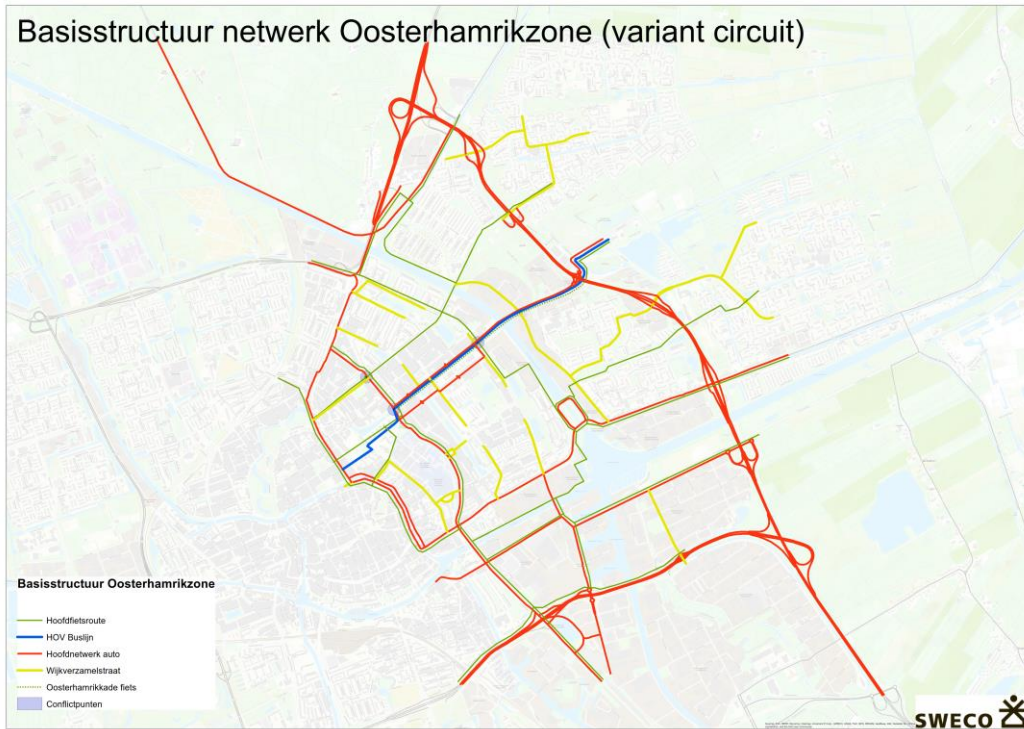 Basisstructuur netwerk Oosterhamrikzone (variant circuit)
Basisstructuur Oosterhamrikzone
Hoofdfietsroute
HOV Buslijn
Hoofdnetwerk auto
Wijkverzamelstraat
Oosterhamrikkade fiets
Conflictpunten
SWECO